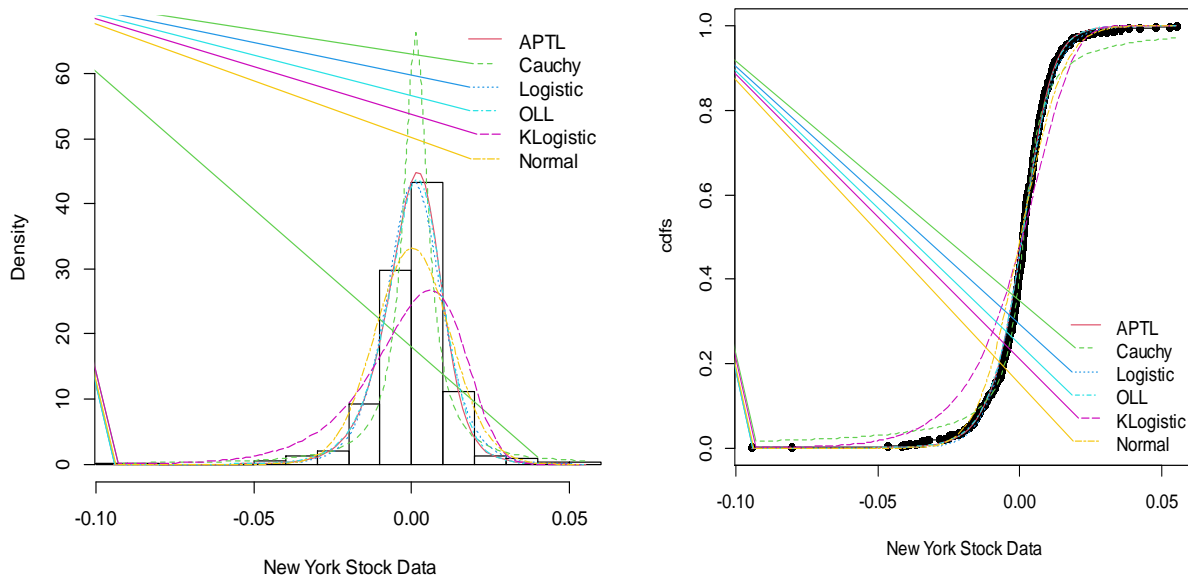 APTL
Cauchy
Logistic
OLL
KLogistic
Normal
Density
0
10
20
30
40
50
60
-0.10
-0.05
0.00
0.05
New York Stock Data
cdfs
0.0
0.2
0.4
0.6
0.8
1.0
APTL
Cauchy
Logistic
OLL
KLogistic
Normal
-0.10
-0.05
0.00
0.05
New York Stock Data